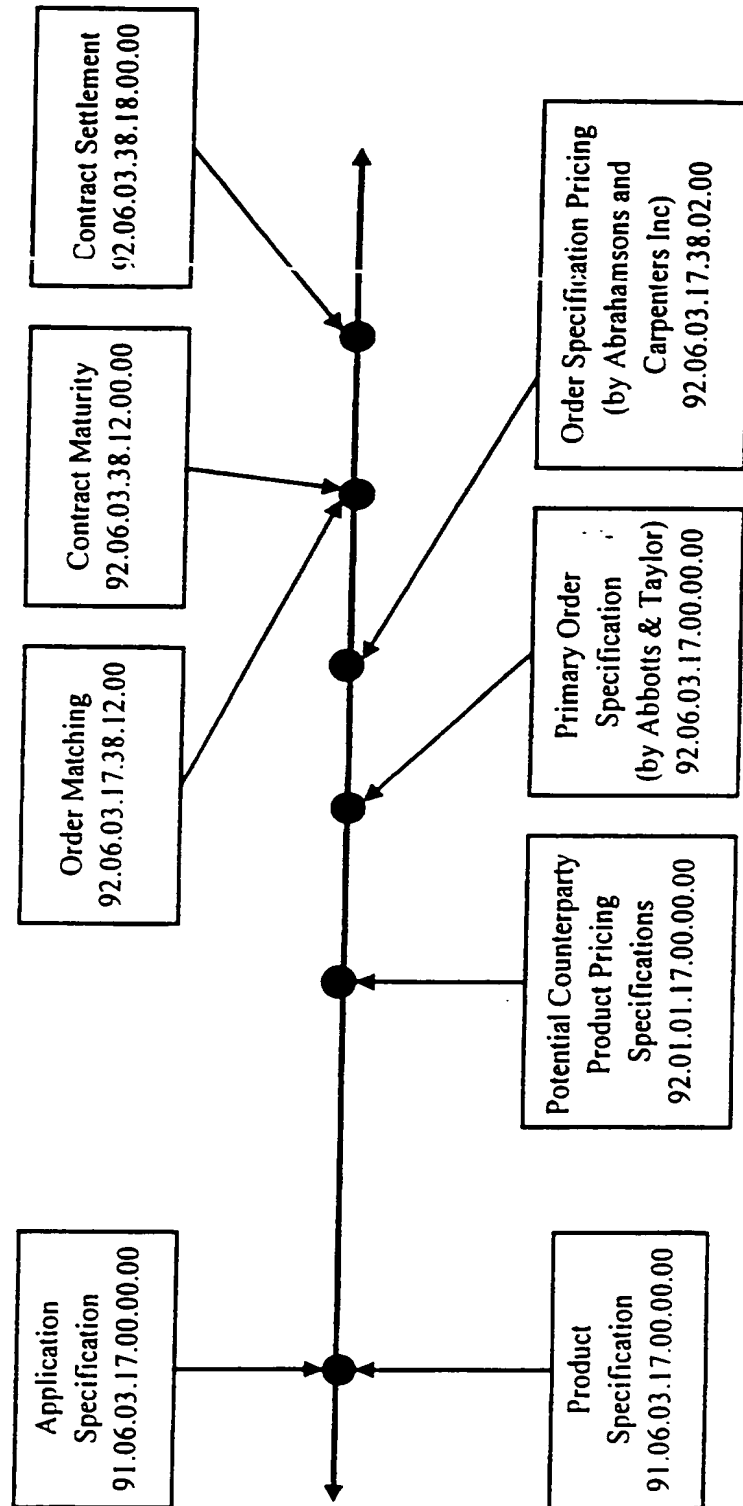 Application
Specification
91.06.03.17.00.00.00
Order Matching
92.06.03.17.38.12.00
Contract Maturity
92.06.03.38.12.00.00
Contract Settlement
92.06.03.38.18.00.00
Product
Specification
91.06.03.17.00.00.00
Potential Counterparty
Product Pricing
Specifications
92.01.01.17.00.00.00
Primary Order
Specification
(by Abbotts & Taylor)
92.06.03.17.00.00.00
Order Specification Pricing
(by Abrahamsons and
Carpenters Inc)
92.06.03.17.38.02.00